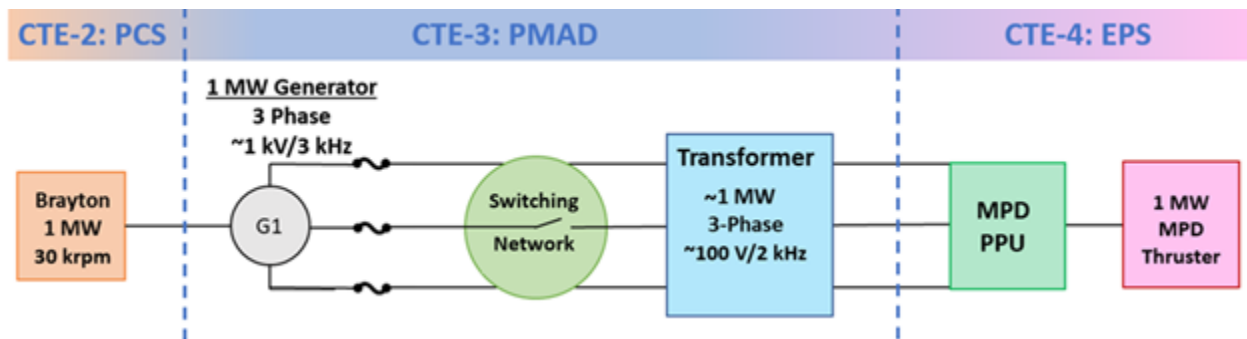 CTE-2: PCS
CTE-3: PMAD
CTE-4: EPS
1 MW Generator
3 Phase
~1 kV/3 kHz
Brayton
1 MW
30 krpm
G1
Switching
Network
Transformer
~1 MW
3-Phase
~100 V/2 kHz
MPD
PPU
1 MW
MPD
Thruster